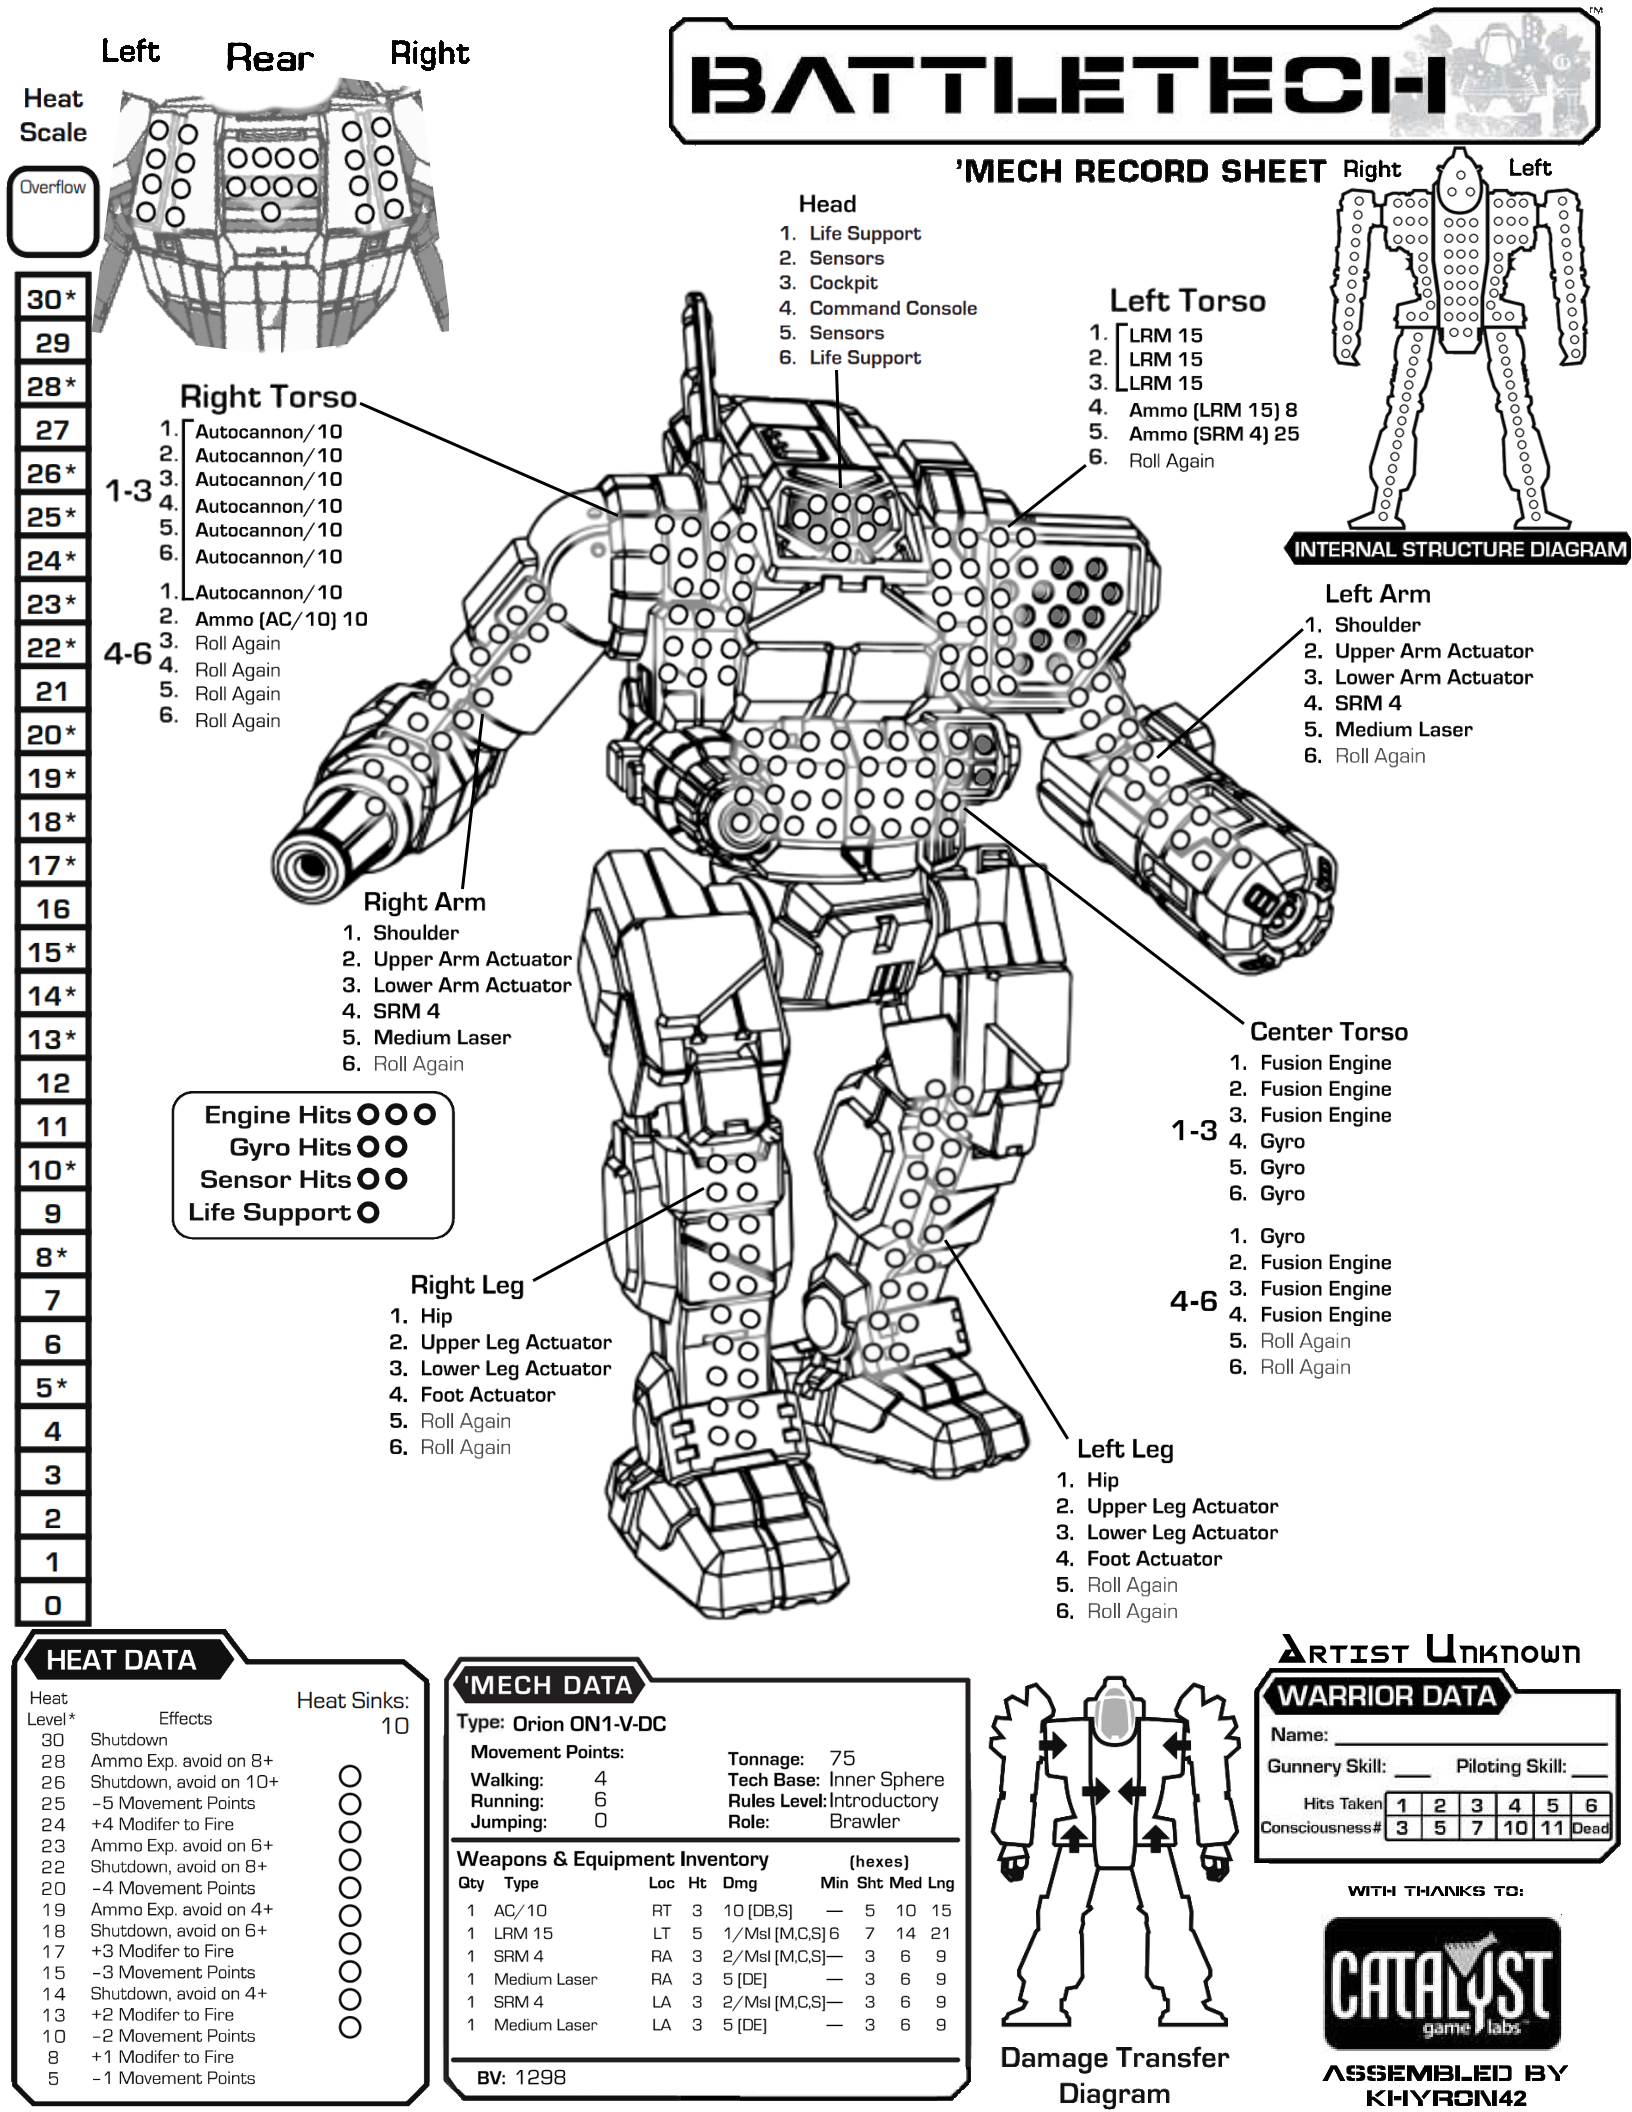 Left Rear Right
BATTLETECH
TM
'MECH RECORD SHEET
Right Left
INTERNAL STRUCTURE DIAGRAM
Heat
Scale
Overflow
30*
29
28*
27
26*
25*
24*
23*
22*
21
20*
19*
18*
17*
16
15*
14*
13*
12
11
10*
9
8*
7
6
5*
4
3
2
1
0
Head
1. Life Support
2. Sensors
3. Cockpit
4. Command Console
5. Sensors
6. Life Support
Left Torso
1. LRM 15
2. LRM 15
3. LRM 15
4. Ammo (LRM 15) 8
5. Ammo (SRM 4) 25
6. Roll Again
Right Torso
1-3
1. Autocannon/10
2. Autocannon/10
3. Autocannon/10
4. Autocannon/10
5. Autocannon/10
6. Autocannon/10
4-6
1. Autocannon/10
2. Ammo (AC/10) 10
3. Roll Again
4. Roll Again
5. Roll Again
6. Roll Again
Left Arm
1. Shoulder
2. Upper Arm Actuator
3. Lower Arm Actuator
4. SRM 4
5. Medium Laser
6. Roll Again
Right Arm
1. Shoulder
2. Upper Arm Actuator
3. Lower Arm Actuator
4. SRM 4
5. Medium Laser
6. Roll Again
Center Torso
1-3
1. Fusion Engine
2. Fusion Engine
3. Fusion Engine
4. Gyro
5. Gyro
6. Gyro
4-6
1. Gyro
2. Fusion Engine
3. Fusion Engine
4. Fusion Engine
5. Roll Again
6. Roll Again
Engine Hits
Gyro Hits
Sensor Hits
Life Support
Right Leg
1. Hip
2. Upper Leg Actuator
3. Lower Leg Actuator
4. Foot Actuator
5. Roll Again
6. Roll Again
Left Leg
1. Hip
2. Upper Leg Actuator
3. Lower Leg Actuator
4. Foot Actuator
5. Roll Again
6. Roll Again
HEAT DATA
Heat Sinks:
10
Heat
Level* Effects
30 Shutdown
28 Ammo Exp. avoid on 8+
26 Shutdown, avoid on 10+
25 -5 Movement Points
24 +4 Modifer to Fire
23 Ammo Exp. avoid on 6+
22 Shutdown, avoid on 8+
20 -4 Movement Points
19 Ammo Exp. avoid on 4+
18 Shutdown, avoid on 6+
17 +3 Modifer to Fire
15 -3 Movement Points
14 Shutdown, avoid on 4+
13 +2 Modifer to Fire
10 -2 Movement Points
8 +1 Modifer to Fire
5 -1 Movement Points
'MECH DATA
Type: Orion ON1-V-DC
Movement Points:
Walking: 4
Running: 6
Jumping: 0
Tonnage: 75
Tech Base: Inner Sphere
Rules Level: Introductory
Role: Brawler
Weapons & Equipment Inventory (hexes)
Qty Type Loc Ht Dmg Min Sht Med Lng
1 AC/10 RT 3 10 [DB,S] — 5 10 15
1 LRM 15 LT 5 1/Msl [M,C,S] 6 7 14 21
1 SRM 4 RA 3 2/Msl [M,C,S] — 3 6 9
1 Medium Laser RA 3 5 [DE] — 3 6 9
1 SRM 4 LA 3 2/Msl [M,C,S] — 3 6 9
1 Medium Laser LA 3 5 [DE] — 3 6 9
BV: 1298
Damage Transfer
Diagram
Artist Unknown
WARRIOR DATA
Name:
Gunnery Skill: Piloting Skill:
Hits Taken 1 2 3 4 5 6
Consciousness# 3 5 7 10 11 Dead
WITH THANKS TO:
CATALYST
game labs
ASSEMBLED BY
KHYRON42